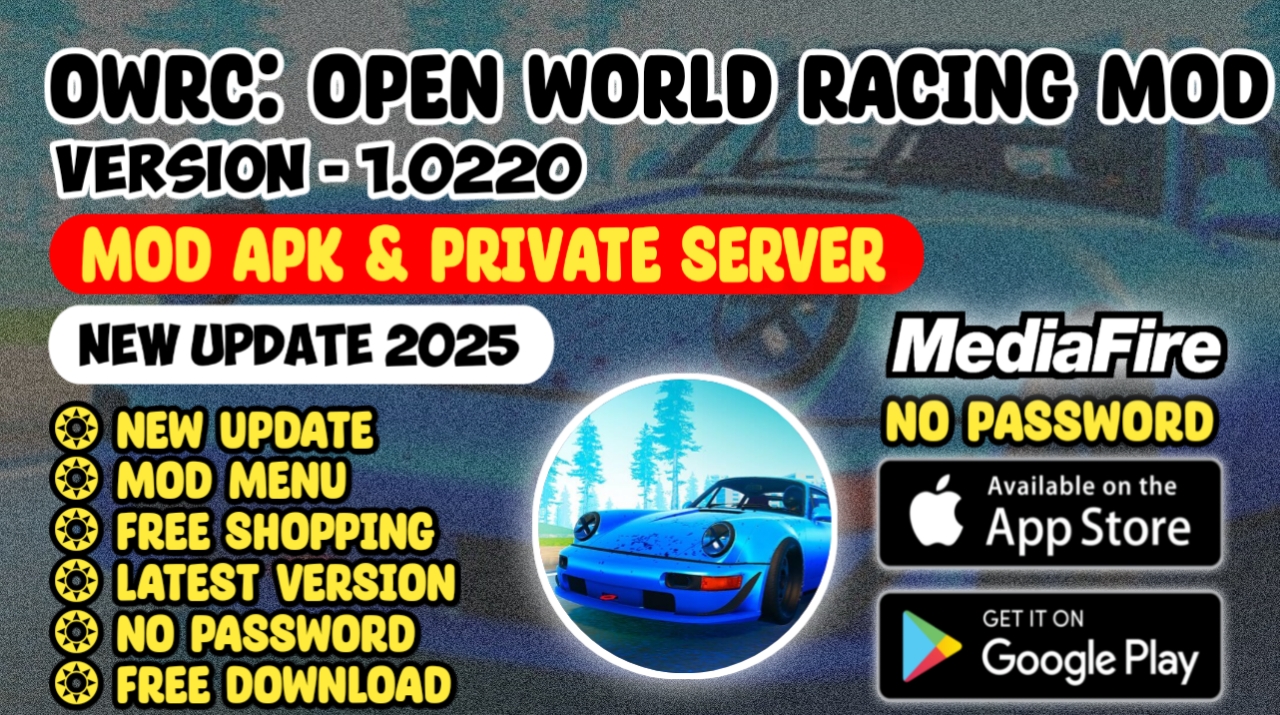 OWRC: OPEN WORLD RACING MOD
VERSION - 1.0220
MOD APK & PRIVATE SERVER
NEW UPDATE 2025
NEW UPDATE
MOD MENU
FREE SHOPPING
LATEST VERSION
NO PASSWORD
FREE DOWNLOAD
MediaFire
NO PASSWORD
Available on the
App Store
GET IT ON
Google Play